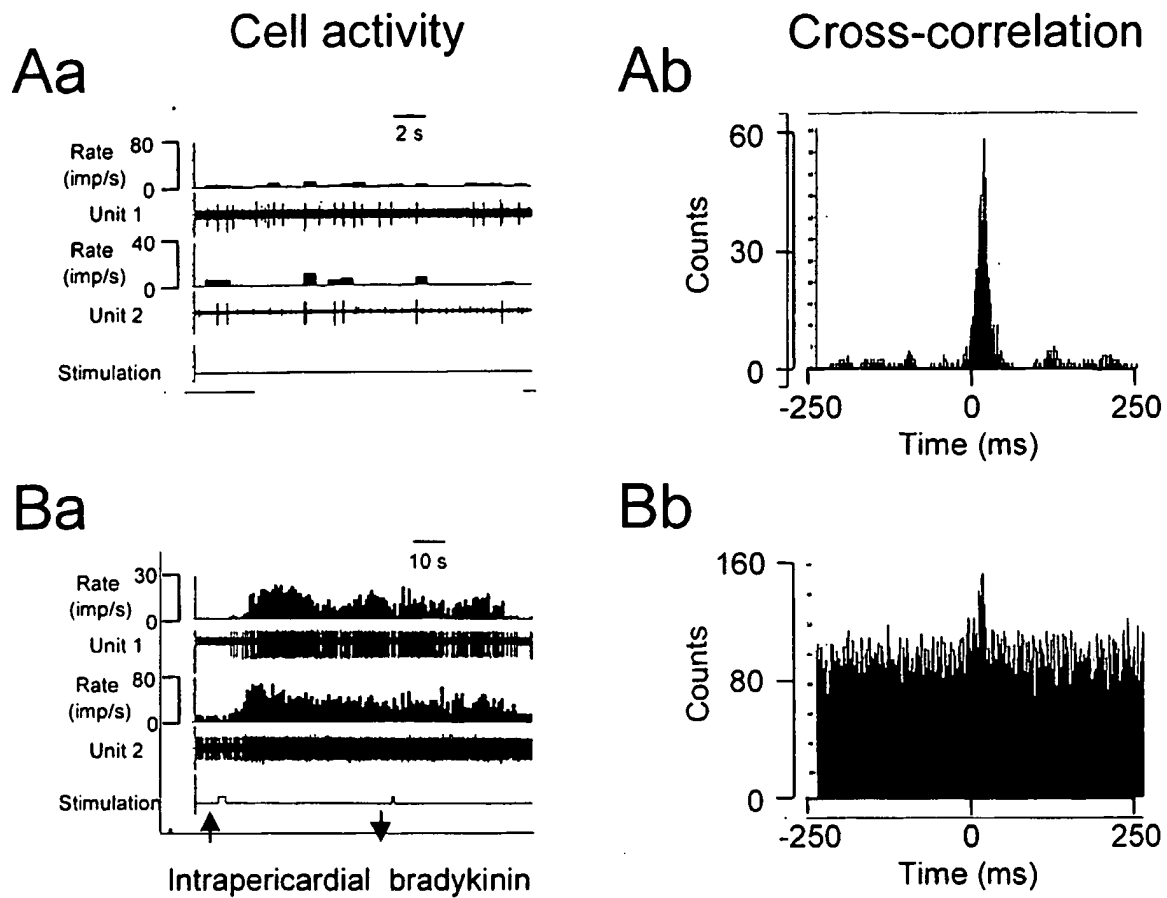 Cell activity
Cross-correlation
Aa
2 s
Rate
(imp/s)
80
0
Unit 1
Rate
(imp/s)
40
0
Unit 2
Stimulation
Ab
Counts
60
30
0
-250
0
250
Time (ms)
Ba
10 s
Rate
(imp/s)
30
0
Unit 1
Rate
(imp/s)
80
0
Unit 2
Stimulation
Intrapericardial bradykinin
Bb
Counts
160
80
0
-250
0
250
Time (ms)